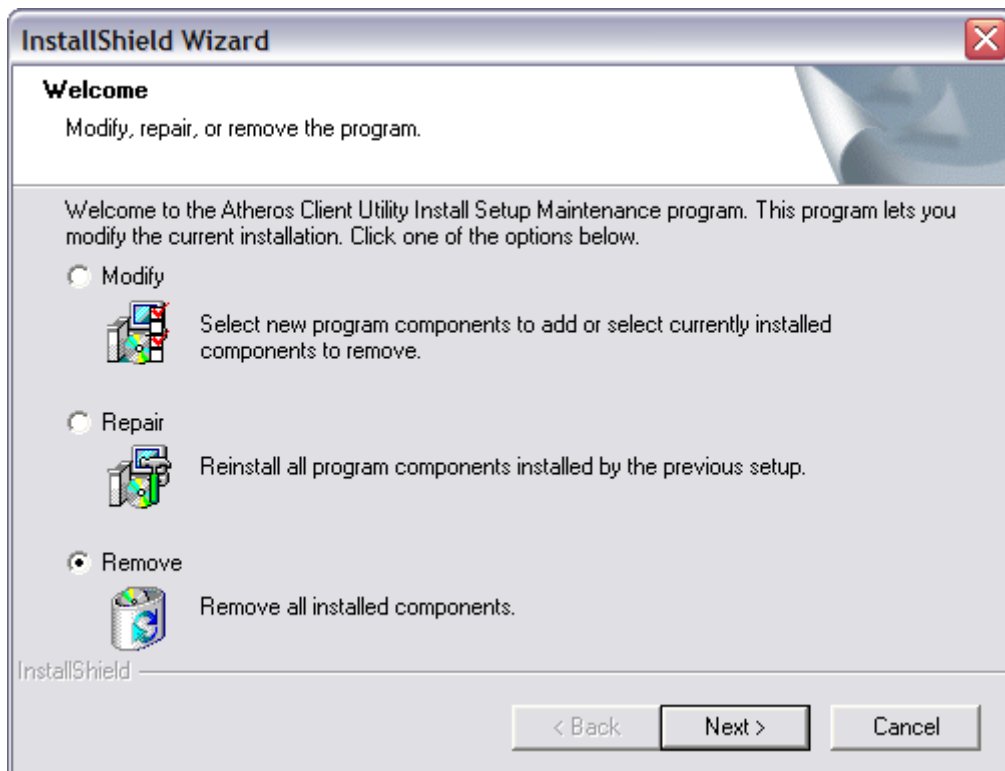 InstallShield Wizard
Welcome
Modify, repair, or remove the program.
Welcome to the Atheros Client Utility Install Setup Maintenance program. This program lets you
modify the current installation. Click one of the options below.
Modify
Select new program components to add or select currently installed
components to remove.
Repair
Reinstall all program components installed by the previous setup.
Remove
Remove all installed components.
InstallShield
< Back
Next >
Cancel